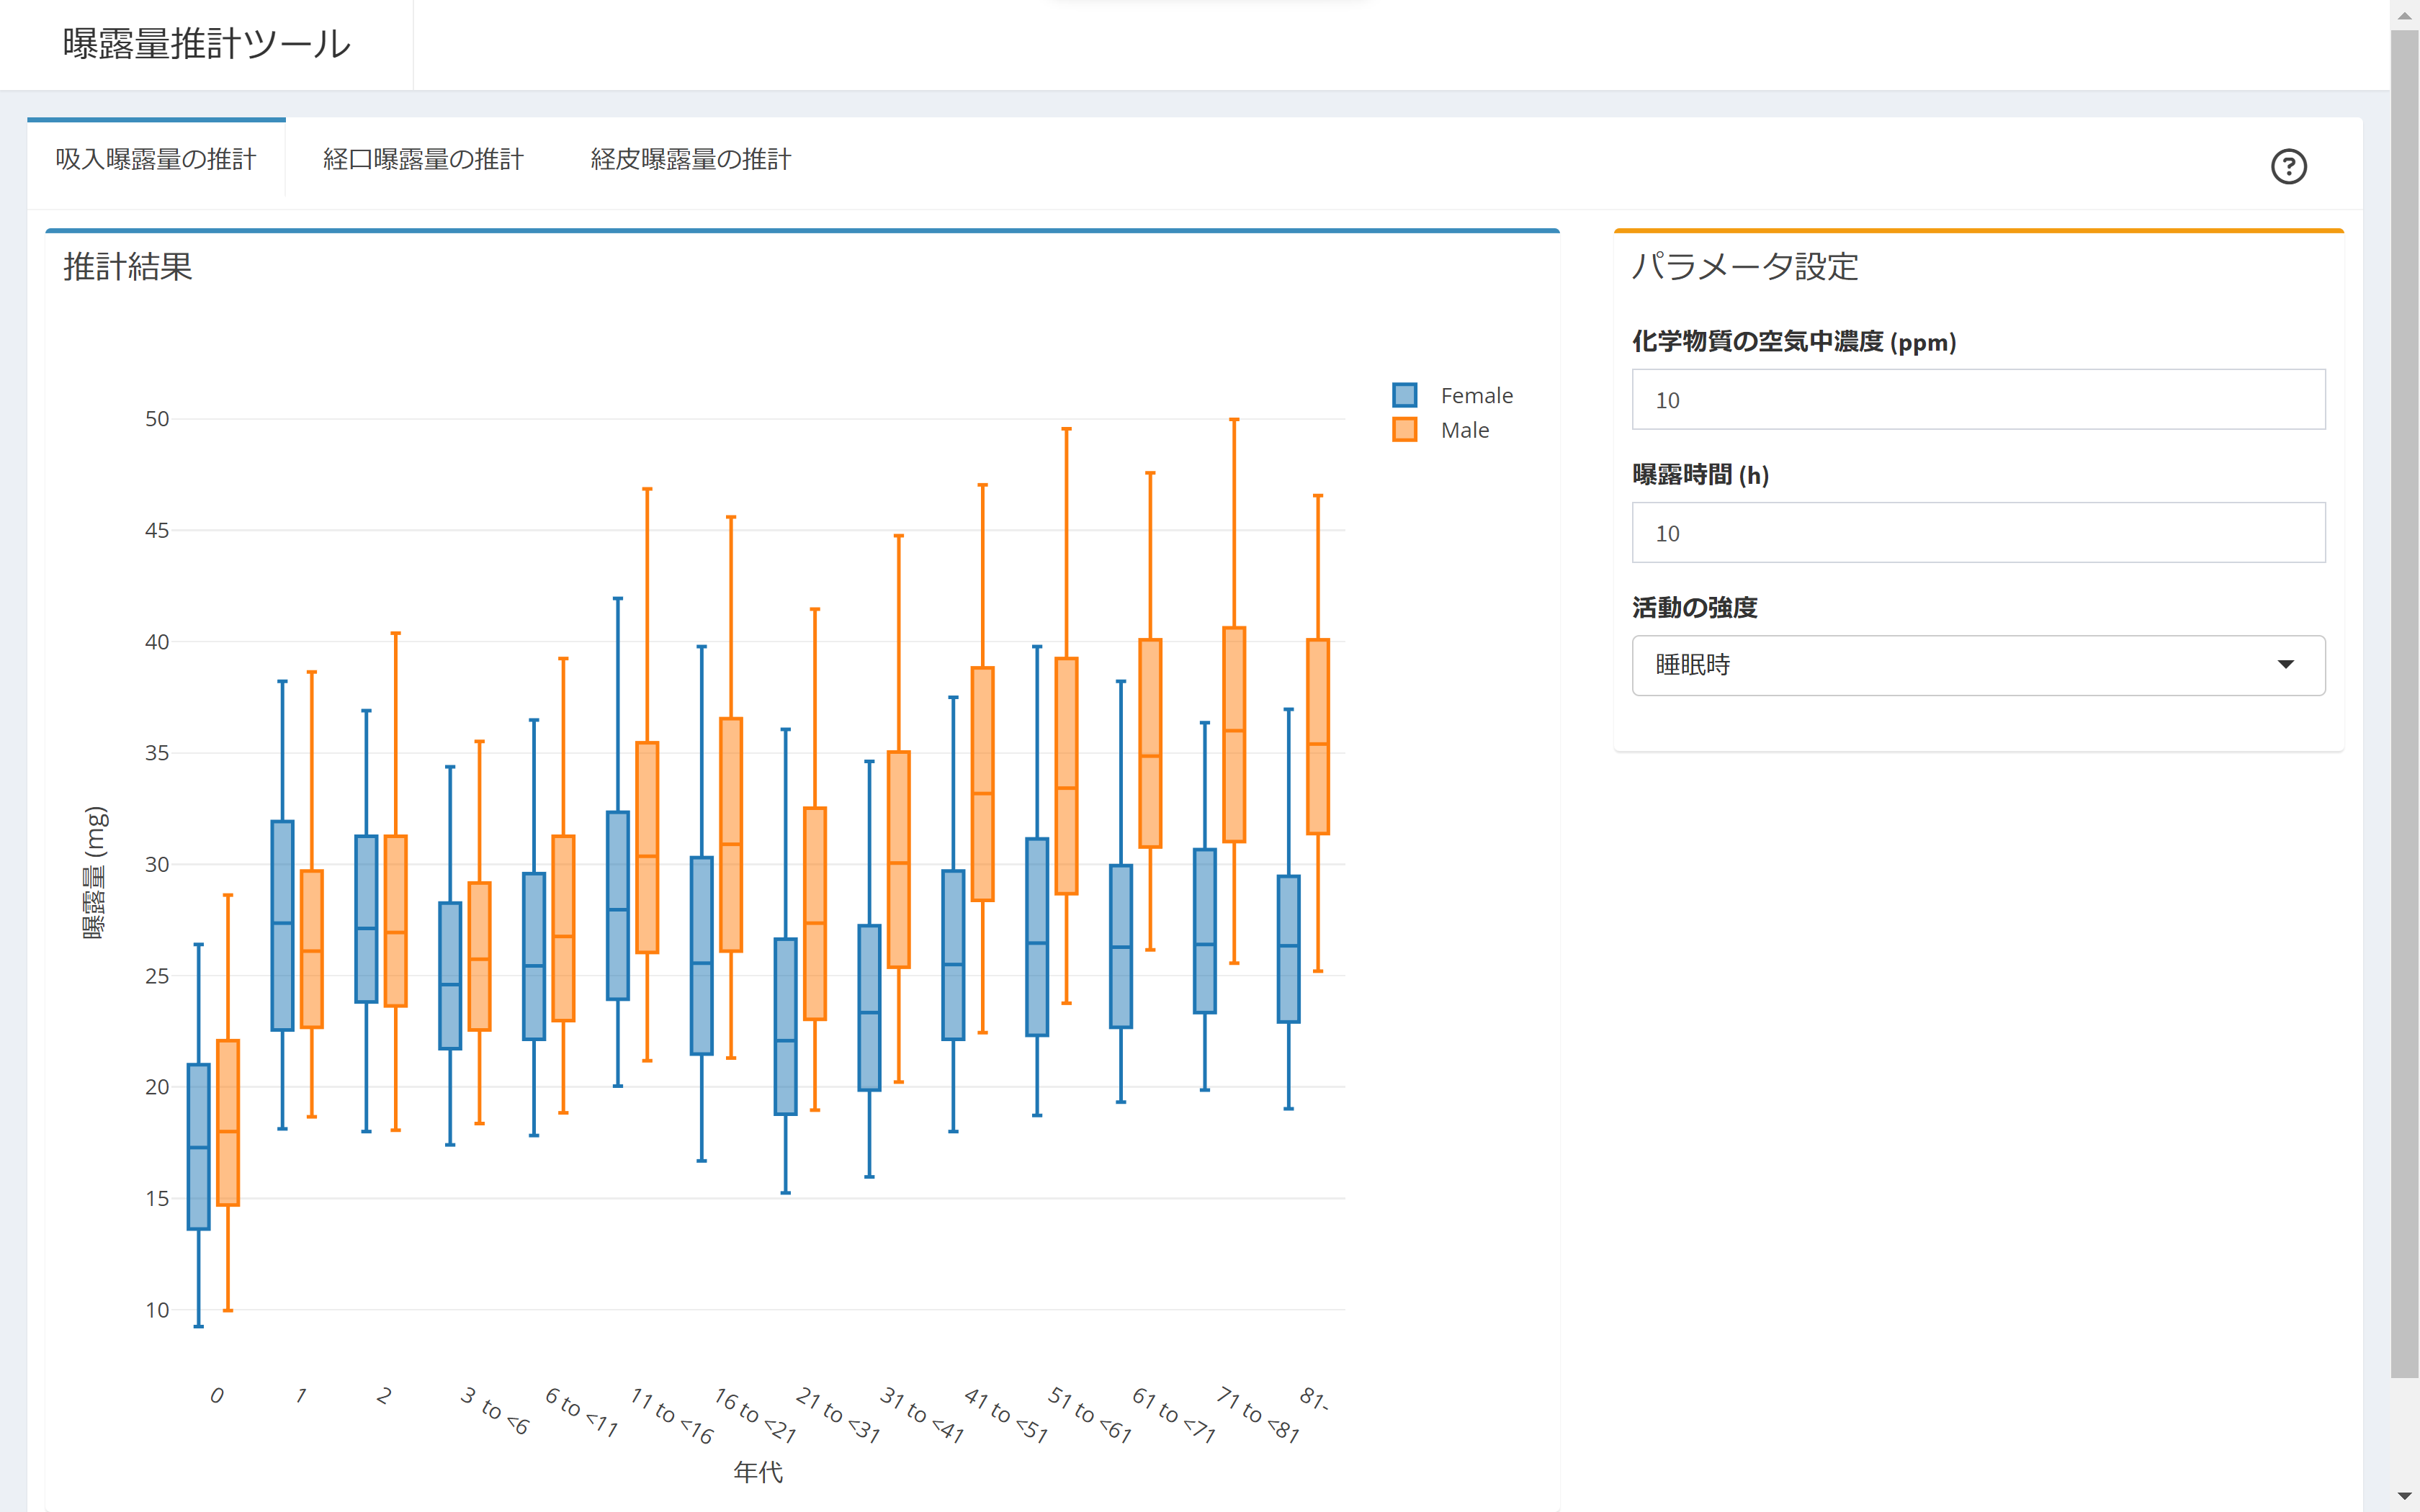 曝露量推計ツール
吸入曝露量の推計
経口曝露量の推計
経皮曝露量の推計
?
推計結果
Female
Male
50
45
40
35
30
25
20
15
10
曝露量 (mg)
0
1
2
3 to <6
6 to <11
11 to <16
16 to <21
21 to <31
31 to <41
41 to <51
51 to <61
61 to <71
71 to <81
81-
年代
パラメータ設定
化学物質の空気中濃度 (ppm)
10
曝露時間 (h)
10
活動の強度
睡眠時